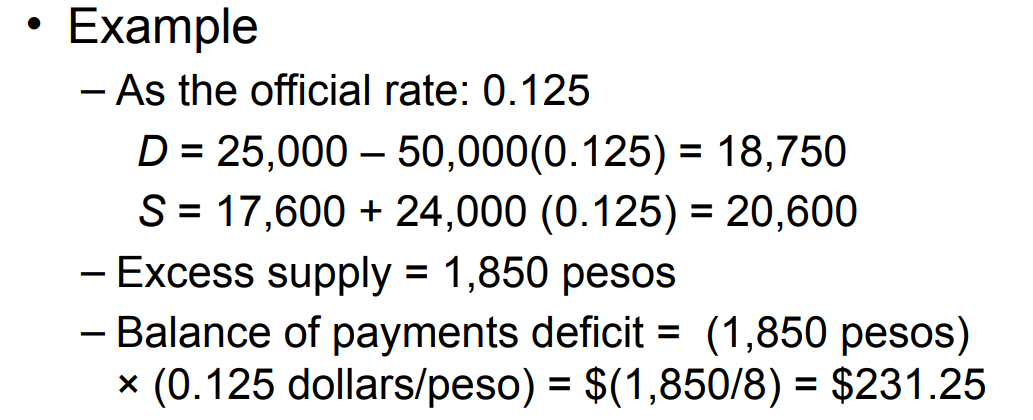 • Example
– As the official rate: 0.125
D = 25,000 – 50,000(0.125) = 18,750
S = 17,600 + 24,000 (0.125) = 20,600
– Excess supply = 1,850 pesos
– Balance of payments deficit = (1,850 pesos)
× (0.125 dollars/peso) = $(1,850/8) = $231.25